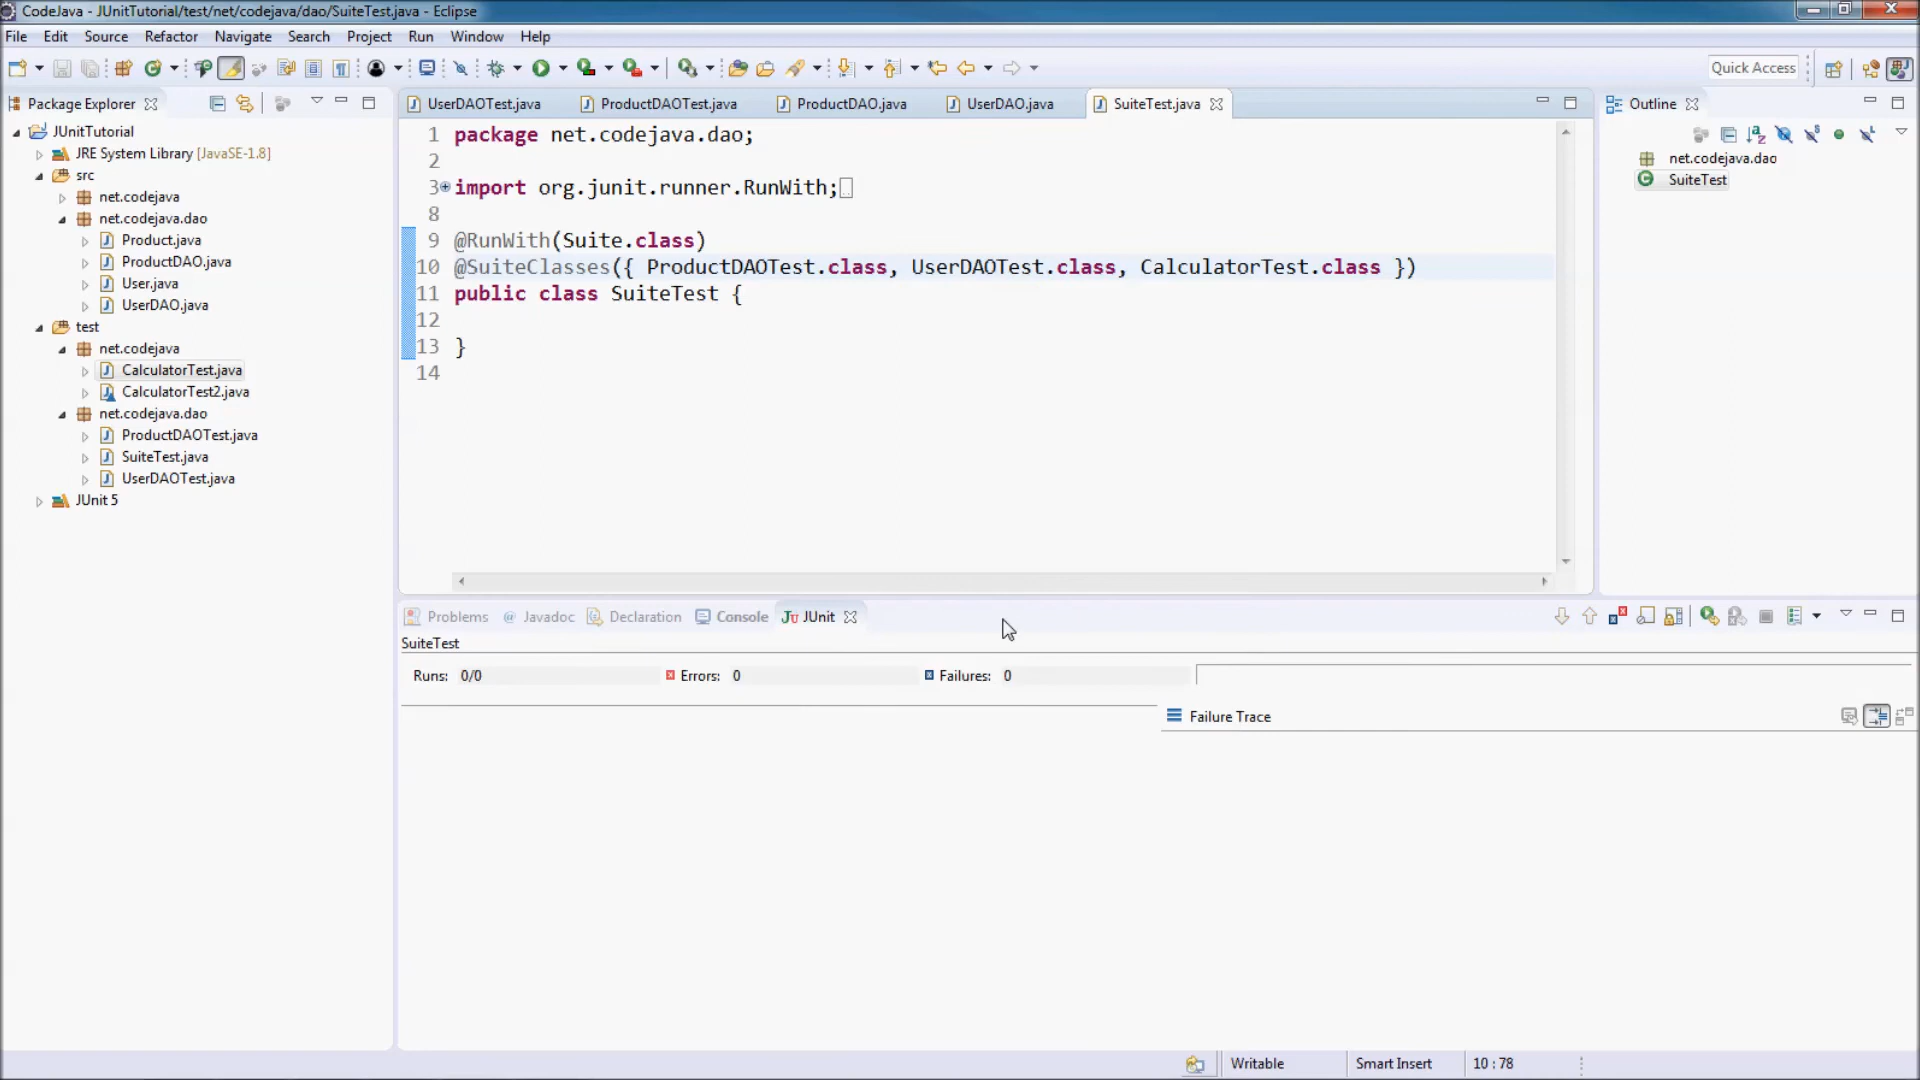 CodeJava - JUnitTutorial/test/net/codejava/dao/SuiteTest.java - Eclipse
File Edit Source Refactor Navigate Search Project Run Window Help
Quick Access
Package Explorer
JUnitTutorial
JRE System Library [JavaSE-1.8]
src
net.codejava
net.codejava.dao
Product.java
ProductDAO.java
User.java
UserDAO.java
test
net.codejava
CalculatorTest.java
CalculatorTest2.java
net.codejava.dao
ProductDAOTest.java
SuiteTest.java
UserDAOTest.java
JUnit 5
UserDAOTest.java ProductDAOTest.java ProductDAO.java UserDAO.java SuiteTest.java
1 package net.codejava.dao;
2
3 import org.junit.runner.RunWith;
8
9 @RunWith(Suite.class)
10 @SuiteClasses({ ProductDAOTest.class, UserDAOTest.class, CalculatorTest.class })
11 public class SuiteTest {
12
13 }
14
Outline
net.codejava.dao
SuiteTest
Problems @ Javadoc Declaration Console JU JUnit
SuiteTest
Runs: 0/0 Errors: 0 Failures: 0
Failure Trace
Writable Smart Insert 10 : 78